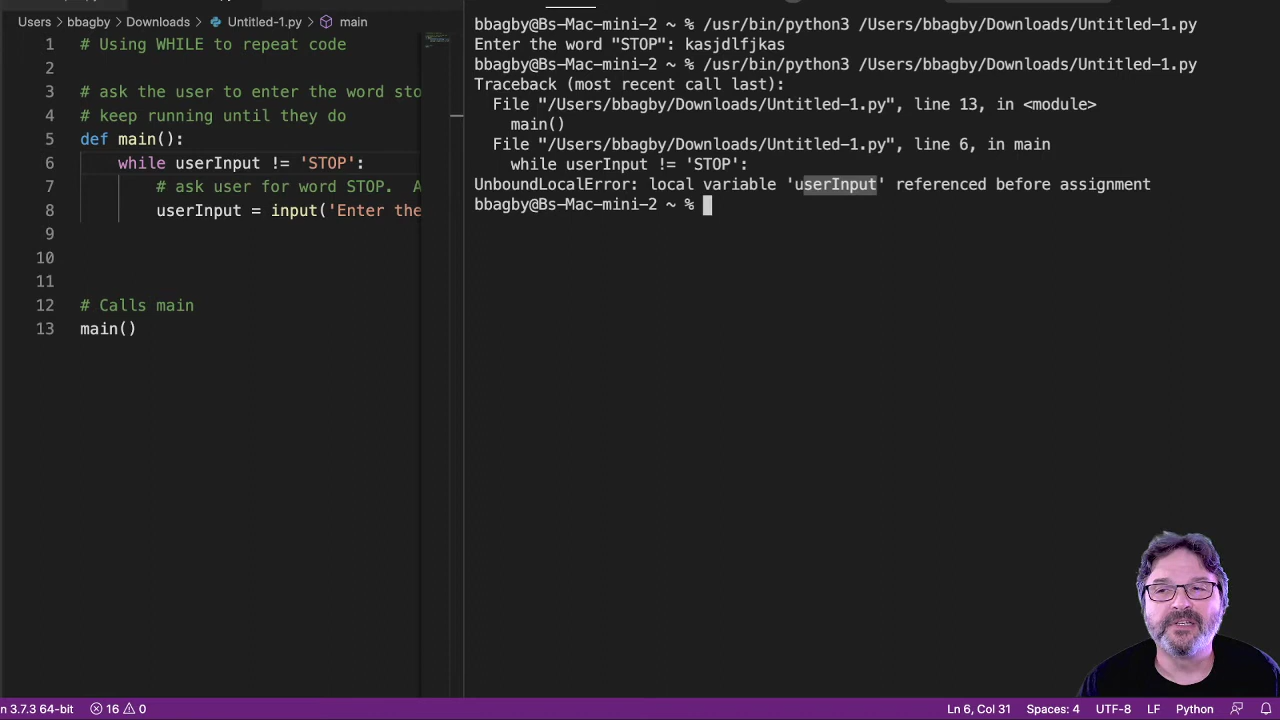 Users > bbagby > Downloads > Untitled-1.py > main
1 # Using WHILE to repeat code
2
3 # ask the user to enter the word sto
4 # keep running until they do
5 def main():
6 while userInput != 'STOP':
7 # ask user for word STOP. A
8 userInput = input('Enter the
9
10
11
12 # Calls main
13 main()
bbagby@Bs-Mac-mini-2 ~ % /usr/bin/python3 /Users/bbagby/Downloads/Untitled-1.py
Enter the word "STOP": kasjdlfjkas
bbagby@Bs-Mac-mini-2 ~ % /usr/bin/python3 /Users/bbagby/Downloads/Untitled-1.py
Traceback (most recent call last):
File "/Users/bbagby/Downloads/Untitled-1.py", line 13, in <module>
main()
File "/Users/bbagby/Downloads/Untitled-1.py", line 6, in main
while userInput != 'STOP':
UnboundLocalError: local variable 'userInput' referenced before assignment
bbagby@Bs-Mac-mini-2 ~ %
n 3.7.3 64-bit 16 0 Ln 6, Col 31 Spaces: 4 UTF-8 LF Python